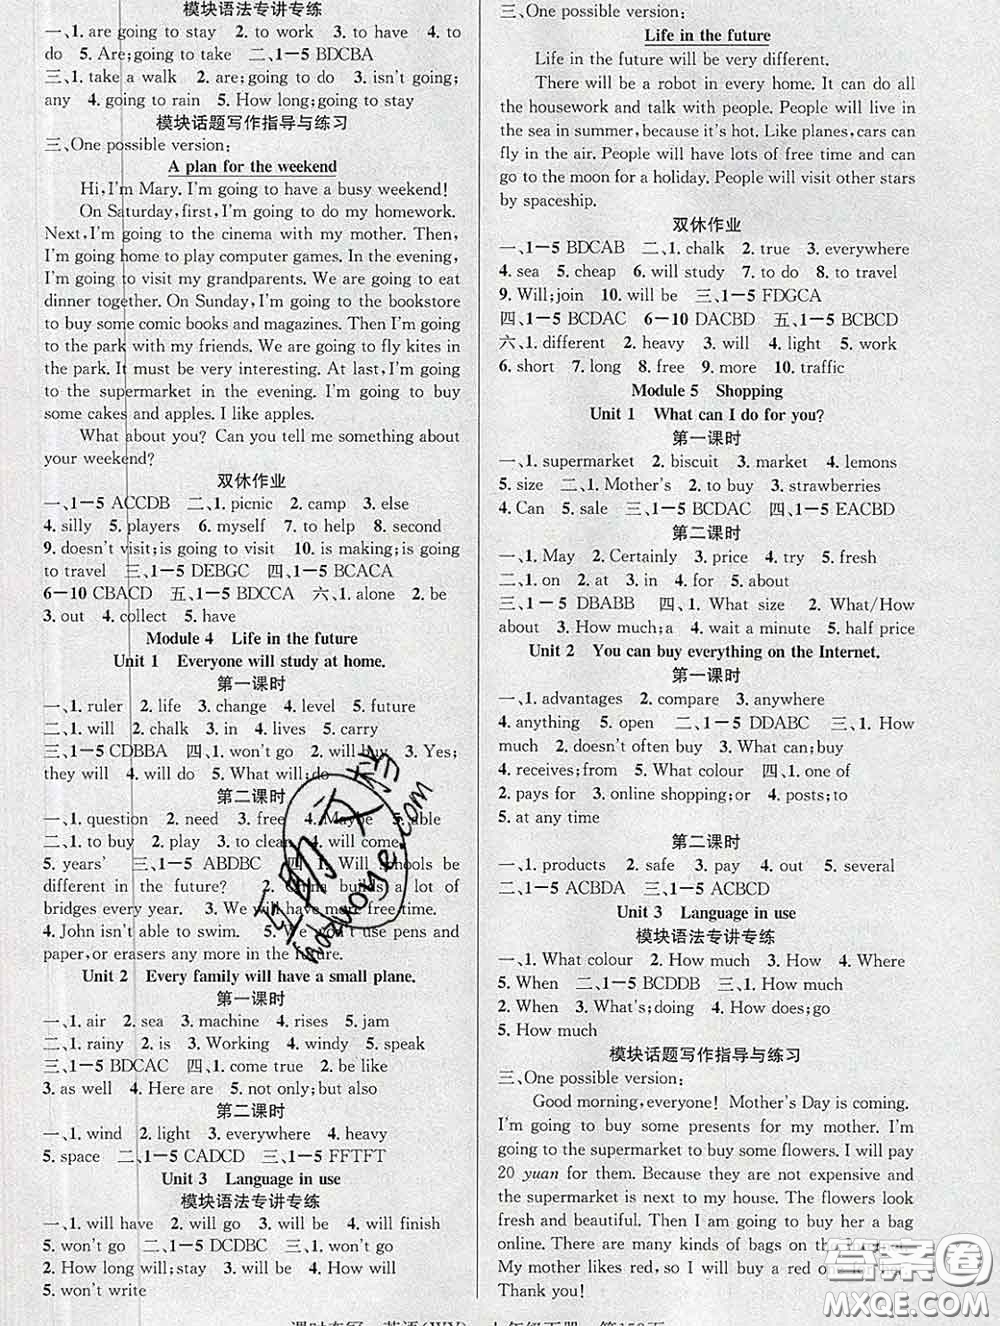 模块语法专讲专练
一、1. are going to stay 2. to work 3. to have 4. to
do 5. Are;going to take 二、1—5 BDCBA
三、1. take a walk 2. are;going to do 3. isn't going;
any 4. going to rain 5. How long;going to stay
模块话题写作指导与练习
三、One possible version:
A plan for the weekend
Hi,I'm Mary. I'm going to have a busy weekend!
On Saturday,first,I'm going to do my homework.
Next,I'm going to the cinema with my mother. Then,
I'm going home to play computer games. In the evening,
I'm going to visit my grandparents. We are going to eat
dinner together. On Sunday,I'm going to the bookstore
to buy some comic books and magazines. Then I'm going
to the park with my friends. We are going to fly kites in
the park. It must be very interesting. At last,I'm going
to the supermarket in the evening. I'm going to buy
some cakes and apples. I like apples.
What about you? Can you tell me something about
your weekend?
双休作业
一、1—5 ACCDB 二、1. picnic 2. camp 3. else
4. silly 5. players 6. myself 7. to help 8. second
9. doesn't visit;is going to visit 10. is making;is going
to travel 三、1—5 DEBGC 四、1—5 BCACA
6—10 CBACD 五、1—5 BDCCA 六、1. alone 2. be
3. out 4. collect 5. have
Module 4 Life in the future
Unit 1 Everyone will study at home.
第一课时
一、1. ruler 2. life 3. change 4. level 5. future
二、1. will 2. chalk 3. in 4. lives 5. carry
三、1—5 CDBBA 四、1. won't go 2. will buy 3. Yes;
they will 4. will do 5. What will;do
第二课时
一、1. question 2. need 3. free 4. Maybe 5. able
二、1. to buy 2. play 3. to clean 4. will come
5. years' 三、1—5 ABDBC 四、1. Will schools be
different in the future? 2. China builds a lot of
bridges every year. 3. We will have more free time.
4. John isn't able to swim. 5. We won't use pens and
paper,or erasers any more in the future.
Unit 2 Every family will have a small plane.
第一课时
一、1. air 2. sea 3. machine 4. rises 5. jam
二、1. rainy 2. is 3. Working 4. windy 5. speak
三、1—5 BDCAC 四、1. come true 2. be like
3. as well 4. Here are 5. not only;but also
第二课时
一、1. wind 2. light 3. everywhere 4. heavy
5. space 二、1—5 CADCD 三、1—5 FFTFT
Unit 3 Language in use
模块语法专讲专练
一、1. will have 2. will go 3. will be 4. will finish
5. won't go 二、1—5 DCDBC 三、1. won't rain
2. How long will;stay 3. will be 4. How will
5. won't write
三、One possible version:
Life in the future
Life in the future will be very different.
There will be a robot in every home. It can do all
the housework and talk with people. People will live in
the sea in summer,because it's hot. Like planes,cars can
fly in the air. People will have lots of free time and can
go to the moon for a holiday. People will visit other stars
by spaceship.
双休作业
一、1—5 BDCAB 二、1. chalk 2. true 3. everywhere
4. sea 5. cheap 6. will study 7. to do 8. to travel
9. Will;join 10. will be 三、1—5 FDGCA
四、1—5 BCDAC 6—10 DACBD 五、1—5 BCBCD
六、1. different 2. heavy 3. will 4. light 5. work
6. short 7. long 8. free 9. more 10. traffic
Module 5 Shopping
Unit 1 What can I do for you?
第一课时
一、1. supermarket 2. biscuit 3. market 4. lemons
5. size 二、1. Mother's 2. to buy 3. strawberries
4. Can 5. sale 三、1—5 BCDAC 四、1—5 EACBD
第二课时
一、1. May 2. Certainly 3. price 4. try 5. fresh
二、1. on 2. at 3. in 4. for 5. about
三、1—5 DBABB 四、1. What size 2. What/How
about 3. How much;a 4. wait a minute 5. half price
Unit 2 You can buy everything on the Internet.
第一课时
一、1. advantages 2. compare 3. anywhere
4. anything 5. open 二、1—5 DDABC 三、1. How
much 2. doesn't often buy 3. What can;buy
4. receives;from 5. What colour 四、1. one of
2. pays for 3. online shopping;or 4. posts;to
5. at any time
第二课时
一、1. products 2. safe 3. pay 4. out 5. several
二、1—5 ACBDA 三、1—5 ACBCD
Unit 3 Language in use
模块语法专讲专练
一、1. What colour 2. How much 3. How 4. Where
5. When 二、1—5 BCDDB 三、1. How much
2. When 3. What's;doing 4. How does;go
5. How much
模块话题写作指导与练习
三、One possible version:
Good morning,everyone! Mother's Day is coming.
I'm going to buy some presents for my mother. I'm
going to the supermarket to buy some flowers. I will pay
20 yuan for them. Because they are not expensive and
the supermarket is next to my house. The flowers look
fresh and beautiful. Then I am going to buy her a bag
online. There are many kinds of bags on the
My mother likes red,so I will buy a red
Thank you!
互助文档
hzdwoye.com
答案圈
MXQE.COM